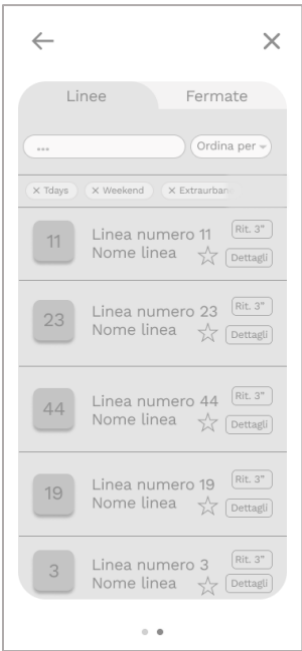 Linee Fermate
... Ordina per
× Tdays × Weekend × Extraurban
11 Linea numero 11 Rit. 3"
Nome linea Dettagli
23 Linea numero 23 Rit. 3"
Nome linea Dettagli
44 Linea numero 44 Rit. 3"
Nome linea Dettagli
19 Linea numero 19 Rit. 3"
Nome linea Dettagli
3 Linea numero 3 Rit. 3"
Nome linea Dettagli